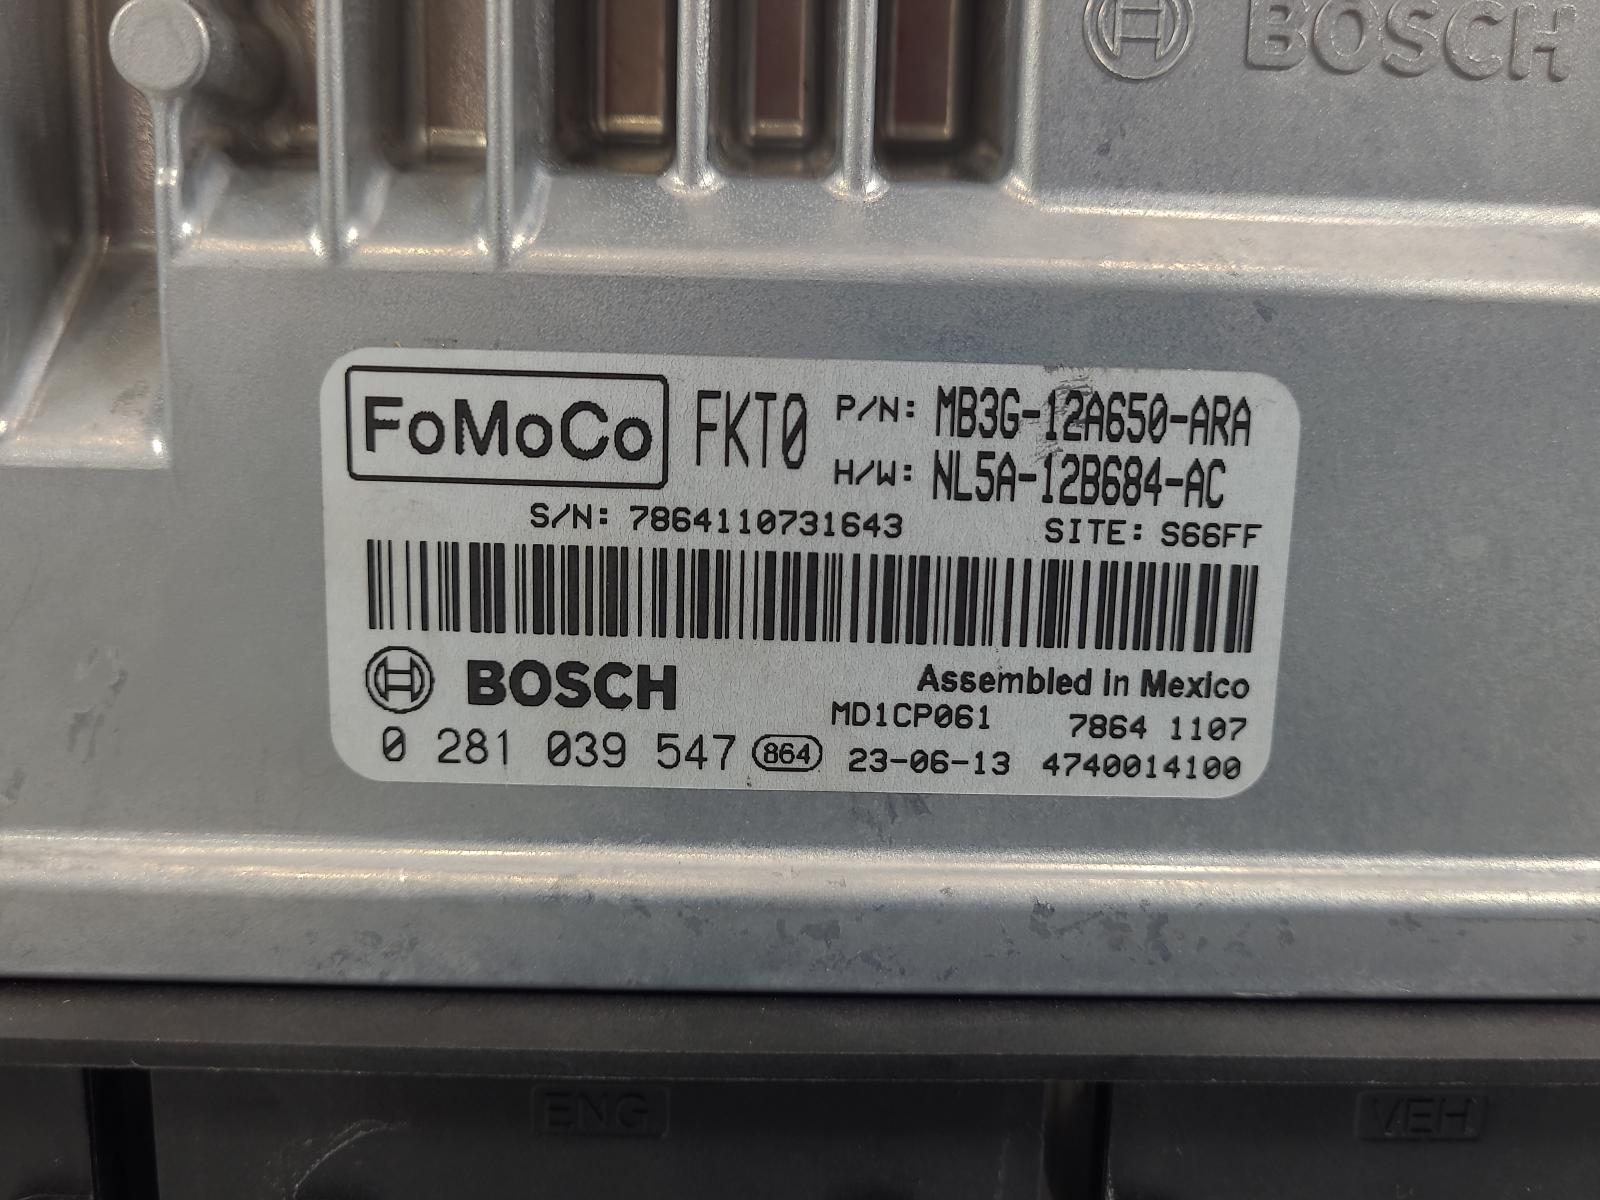 BOSCH
FoMoCo FKT0 P/N: MB3G-12A650-ARA
H/W: NL5A-12B684-AC
S/N: 7864110731643 SITE: S66FF
BOSCH Assembled in Mexico
MD1CP061 7864 1107
0 281 039 547 864 23-06-13 4740014100
ENG VEH